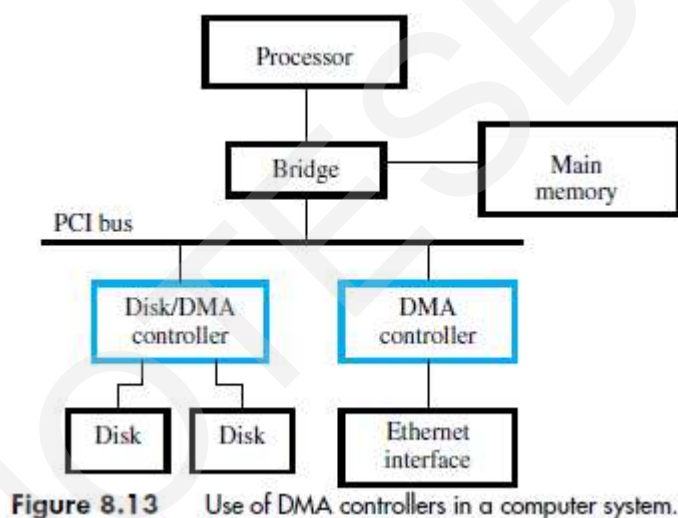 Processor
Bridge
Main
memory
PCI bus
Disk/DMA
controller
DMA
controller
Disk
Disk
Ethernet
interface
Figure 8.13 Use of DMA controllers in a computer system.